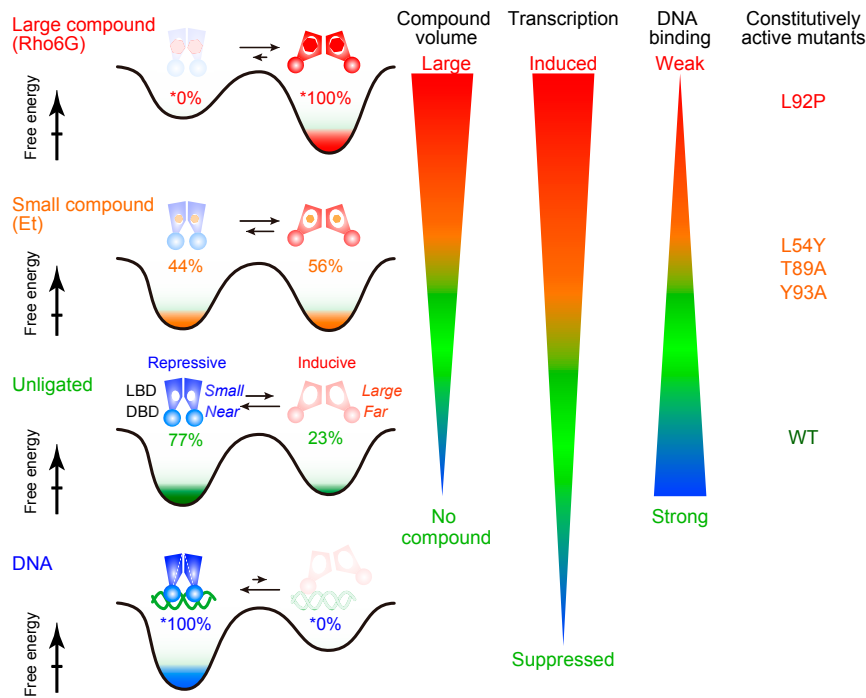 Large compound
(Rho6G)
Compound
volume
Transcription
DNA
binding
Constitutively
active mutants
Large
Induced
Weak
*0%
*100%
Free energy
L92P
Small compound
(Et)
44%
56%
Free energy
L54Y
T89A
Y93A
Unligated
Repressive
Inducive
LBD
Small
Large
DBD
Near
Far
77%
23%
Free energy
WT
No
compound
Strong
DNA
*100%
*0%
Free energy
Suppressed